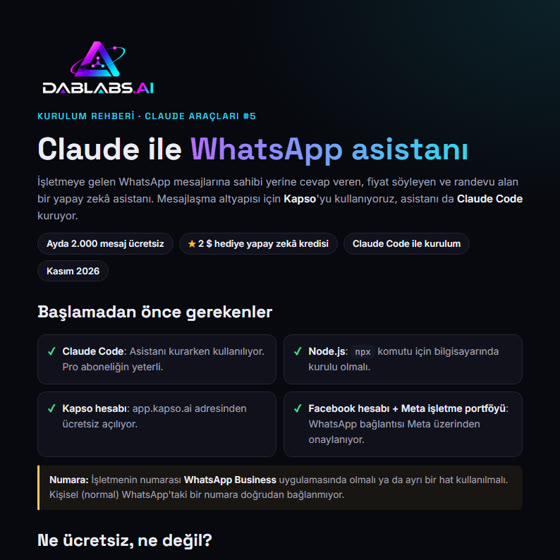 DABLABS.AI
KURULUM REHBERİ · CLAUDE ARAÇLARI #5
Claude ile WhatsApp asistanı
İşletmeye gelen WhatsApp mesajlarına sahibi yerine cevap veren, fiyat söyleyen ve randevu alan
bir yapay zekâ asistanı. Mesajlaşma altyapısı için Kapso'yu kullanıyoruz, asistanı da Claude Code
kuruyor.
Ayda 2.000 mesaj ücretsiz
★ 2 $ hediye yapay zekâ kredisi
Claude Code ile kurulum
Kasım 2026
Başlamadan önce gerekenler
✓ Claude Code: Asistanı kurarken kullanılıyor.
Pro aboneliğin yeterli.
✓ Node.js: npx komutu için bilgisayarında
kurulu olmalı.
✓ Kapso hesabı: app.kapso.ai adresinden
ücretsiz açılıyor.
✓ Facebook hesabı + Meta işletme portföyü:
WhatsApp bağlantısı Meta üzerinden
onaylanıyor.
Numara: İşletmenin numarası WhatsApp Business uygulamasında olmalı ya da ayrı bir hat kullanılmalı.
Kişisel (normal) WhatsApp'taki bir numara doğrudan bağlanmıyor.
Ne ücretsiz, ne değil?